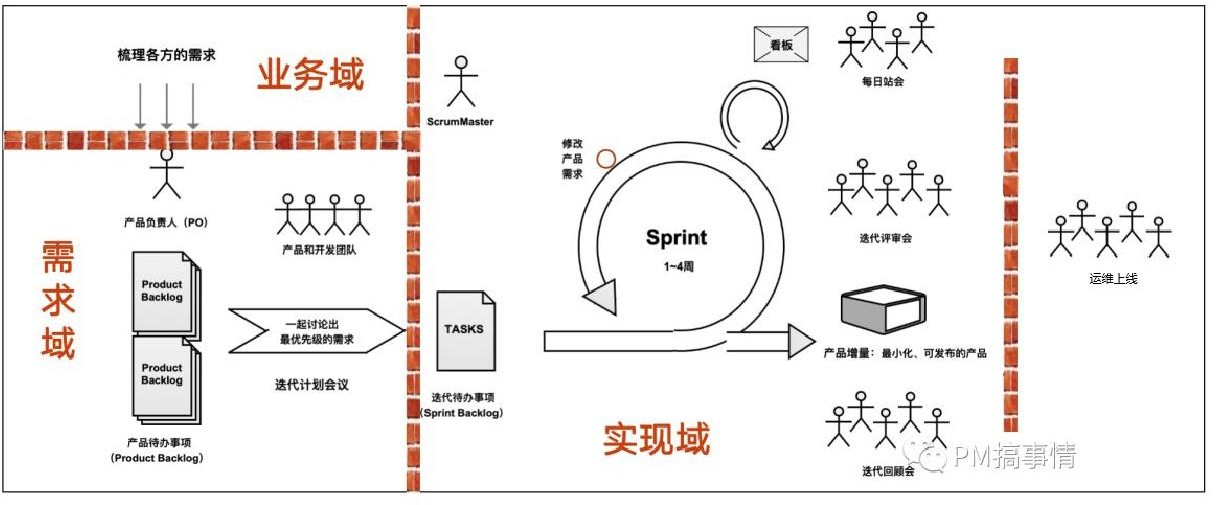 梳理各方的需求
业务域
产品负责人（PO）
产品和开发团队
需求域
Product
Backlog
Product
Backlog
一起讨论出
最优先级的需求
迭代计划会议
产品待办事项
（Product Backlog）
ScrumMaster
TASKS
迭代待办事项
（Sprint Backlog）
修改
产品
需求
Sprint
1~4周
实现域
看板
每日站会
迭代评审会
产品增量：最小化、可发布的产品
迭代回顾会
运维上线
PM搞事情